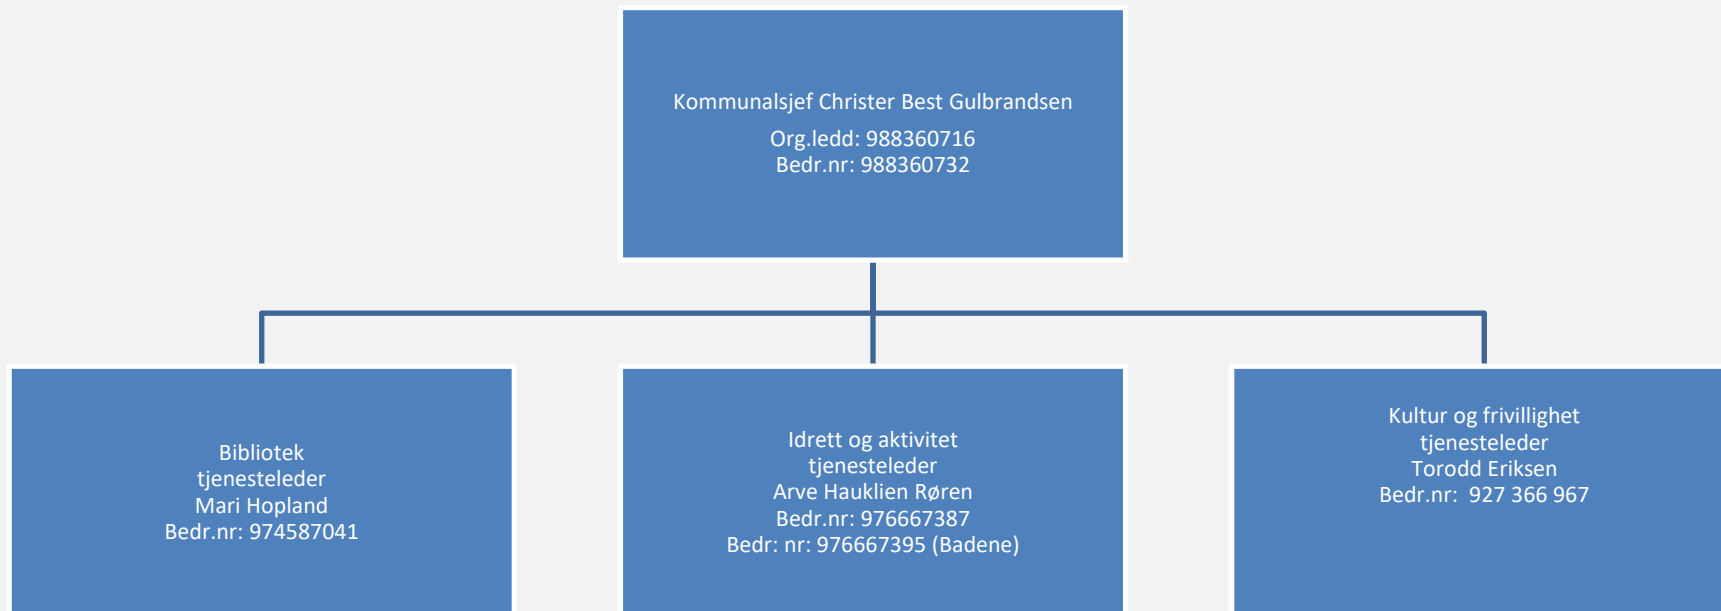 Kommunalsjef Christer Best Gulbrandsen
Org.ledd: 988360716
Bedr.nr: 988360732
Bibliotek
tjenesteleder
Mari Hopland
Bedr.nr: 974587041
Idrett og aktivitet
tjenesteleder
Arve Hauklien Røren
Bedr.nr: 976667387
Bedr: nr: 976667395 (Badene)
Kultur og frivillighet
tjenesteleder
Torodd Eriksen
Bedr.nr:  927 366 967